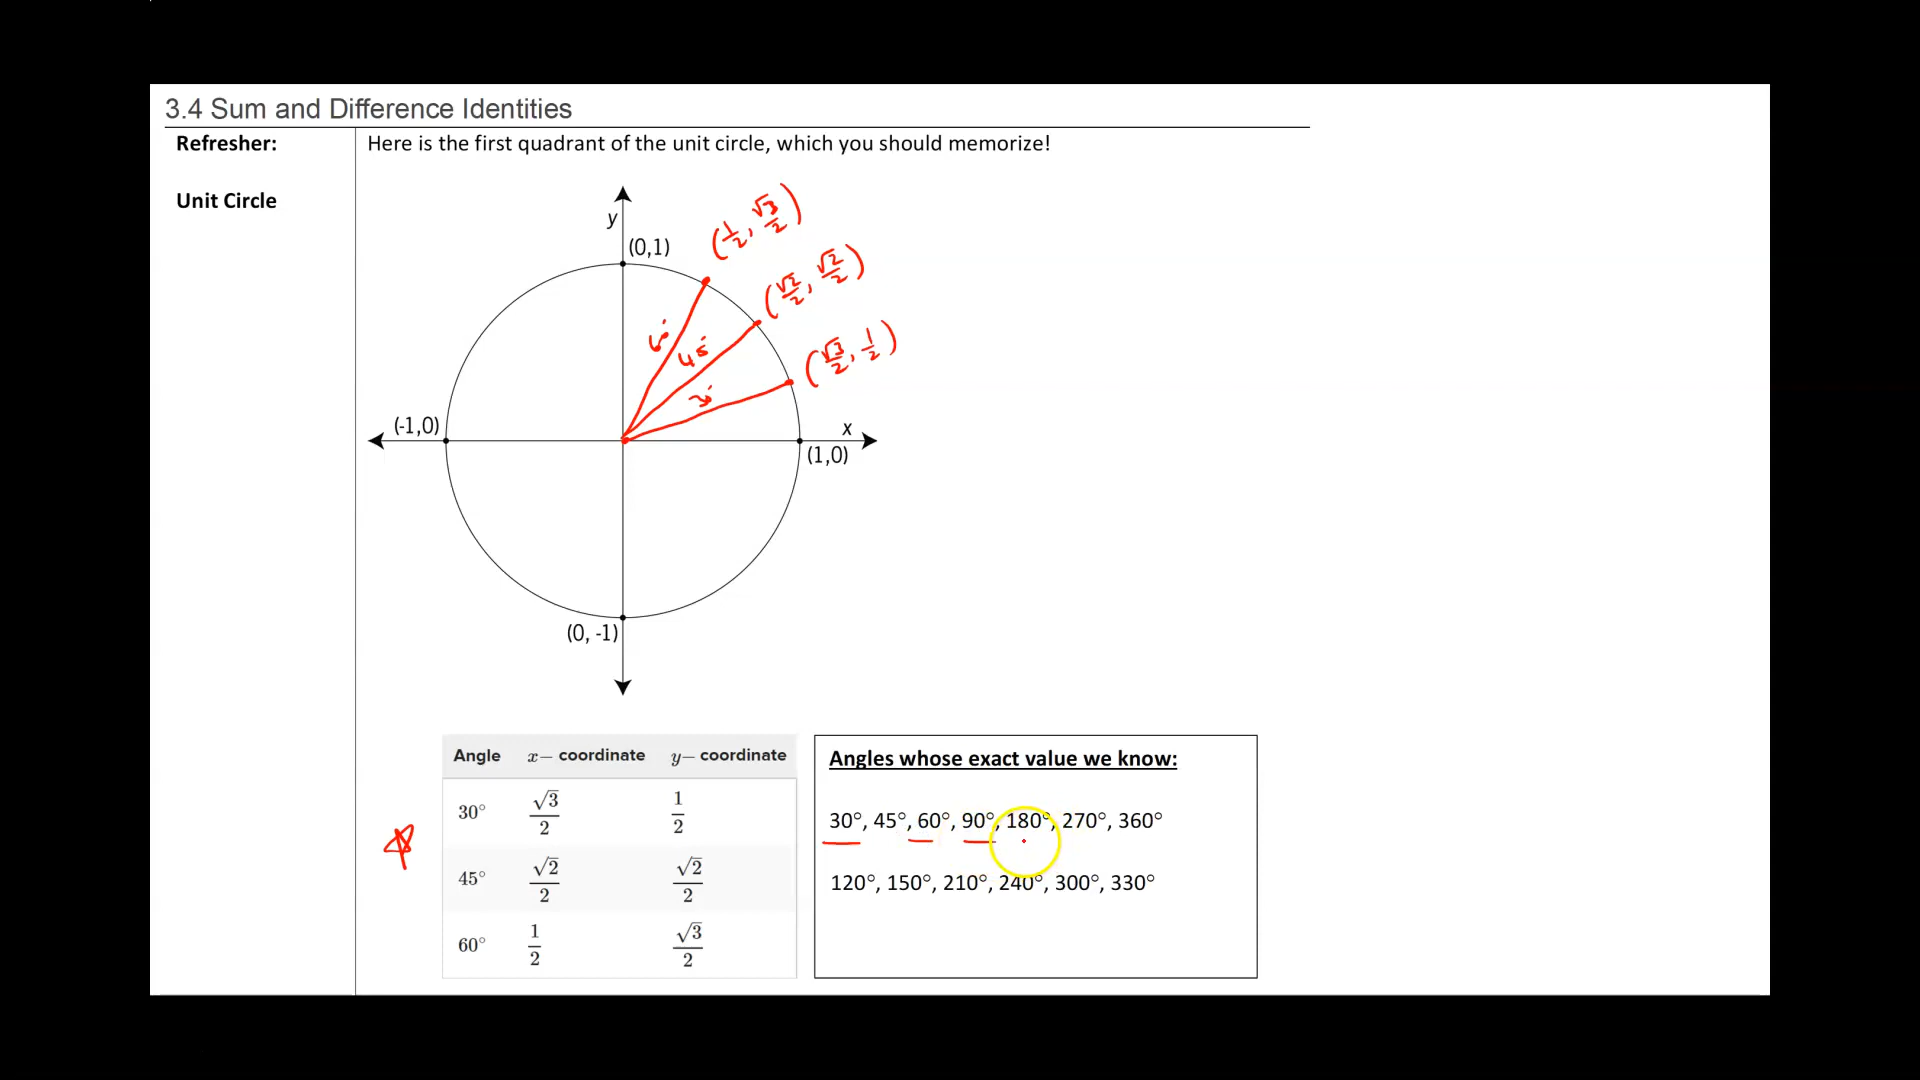 3.4 Sum and Difference Identities
Refresher:
Here is the first quadrant of the unit circle, which you should memorize!
Unit Circle
y
(0,1)
(1/2, √3/2)
(√2/2, √2/2)
(√3/2, 1/2)
60°
45°
30°
(-1,0)
x
(1,0)
(0, -1)
Angle x– coordinate y– coordinate
30° √3/2 1/2
45° √2/2 √2/2
60° 1/2 √3/2
Angles whose exact value we know:
30°, 45°, 60°, 90°, 180°, 270°, 360°
120°, 150°, 210°, 240°, 300°, 330°